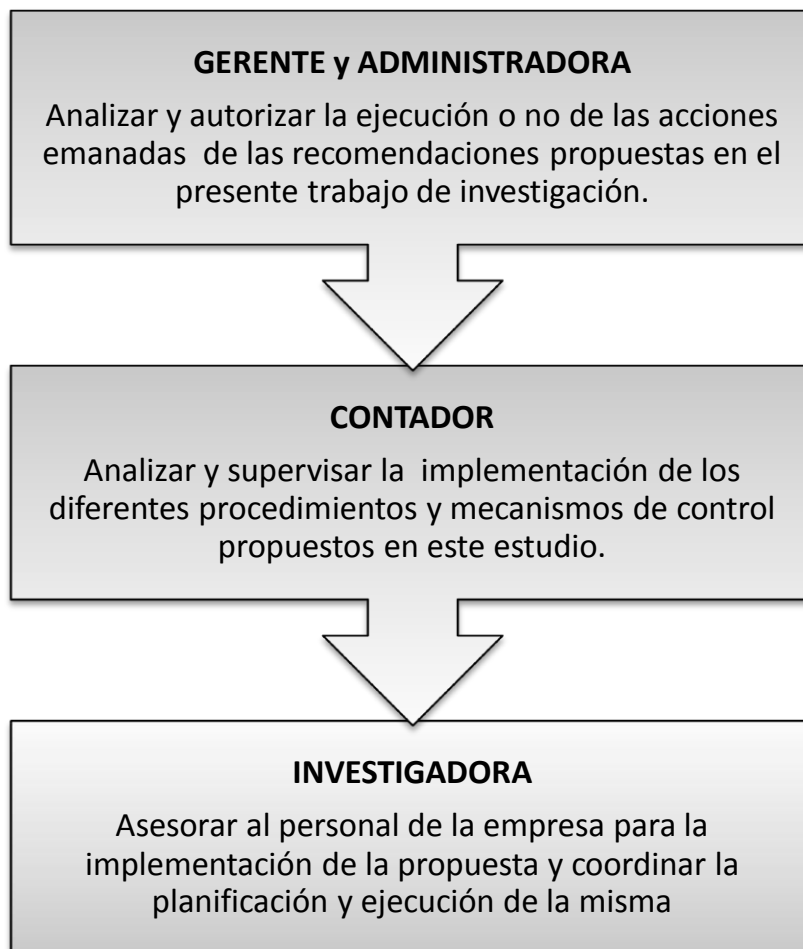 GERENTE y ADMINISTRADORA
Analizar y autorizar la ejecución o no de las acciones
emanadas  de las recomendaciones propuestas en el
presente trabajo de investigación.
CONTADOR
Analizar y supervisar la  implementación de los
diferentes procedimientos y mecanismos de control
propuestos en este estudio.
INVESTIGADORA
Asesorar al personal de la empresa para la
implementación de la propuesta y coordinar la
planificación y ejecución de la misma